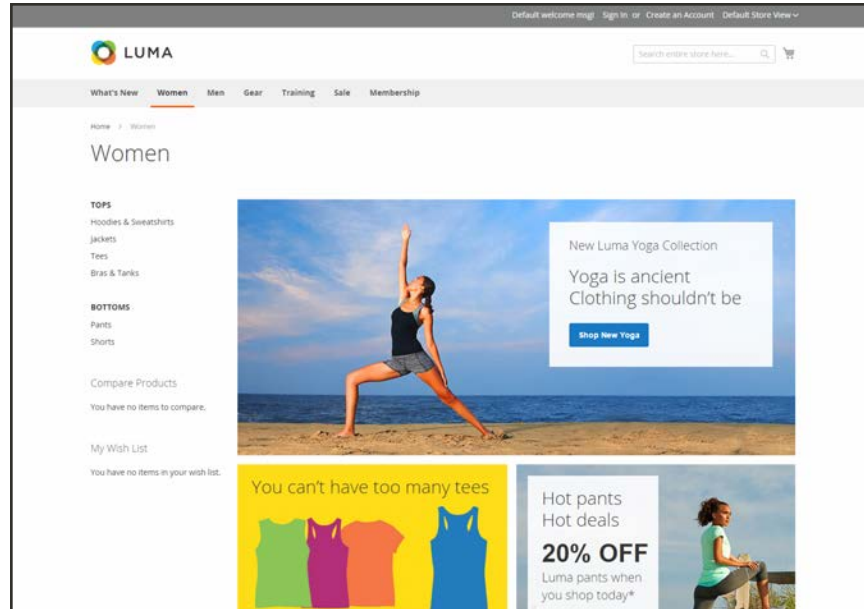 Default welcome msg! Sign In or Create an Account Default Store View
LUMA
Search entire store here...
What's New Women Men Gear Training Sale Membership
Home > Women
Women
TOPS
Hoodies & Sweatshirts
Jackets
Tees
Bras & Tanks
BOTTOMS
Pants
Shorts
Compare Products
You have no items to compare.
My Wish List
You have no items in your wish list.
New Luma Yoga Collection
Yoga is ancient
Clothing shouldn't be
Shop New Yoga
You can't have too many tees
Hot pants
Hot deals
20% OFF
Luma pants when
you shop today*